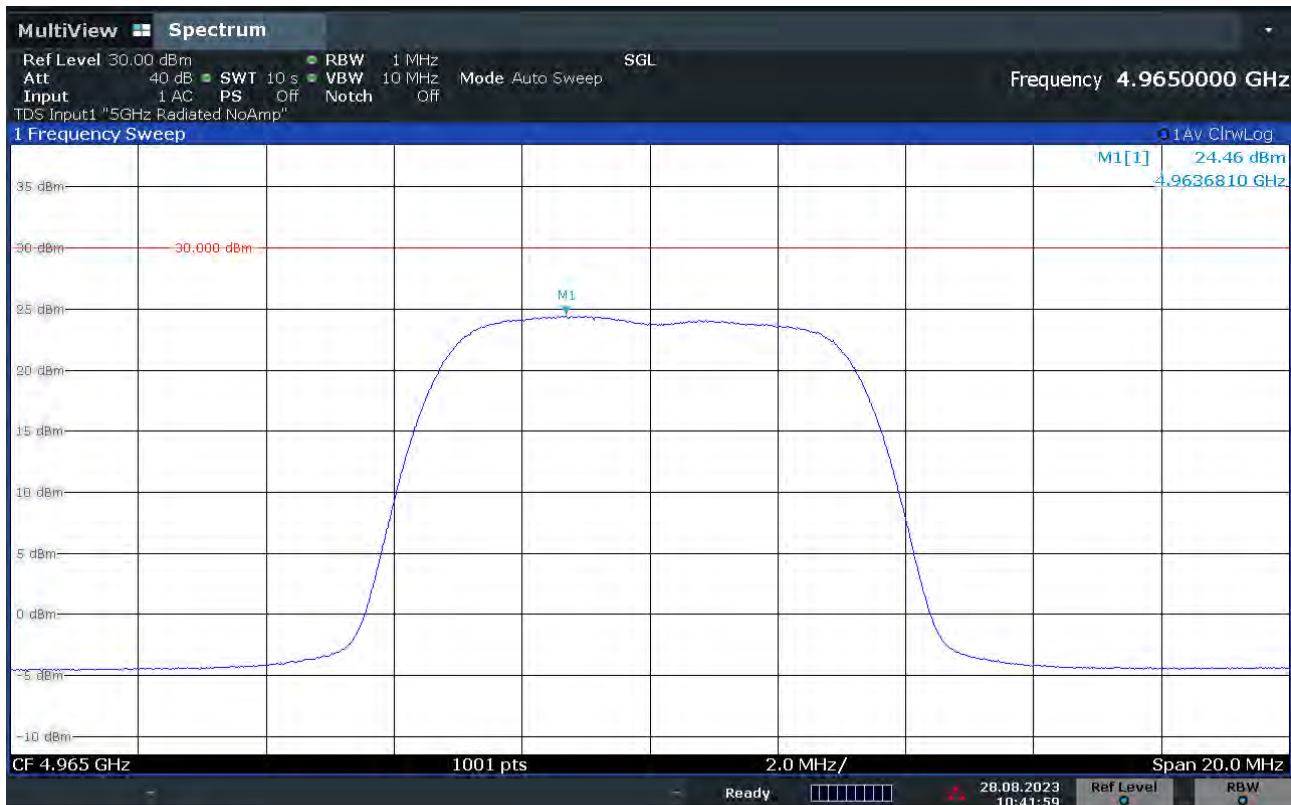 MultiView Spectrum
Ref Level 30.00 dBm RBW 1 MHz SGL
Att 40 dB SWT 10 s VBW 10 MHz Mode Auto Sweep Frequency 4.9650000 GHz
Input 1 AC PS Off Notch Off
TDS Input1 "5GHz Radiated NoAmp"
1 Frequency Sweep 1Av ClrwLog
M1[1] 24.46 dBm
4.9636810 GHz
35 dBm
30 dBm 30.000 dBm
M1
25 dBm
20 dBm
15 dBm
10 dBm
5 dBm
0 dBm
-5 dBm
-10 dBm
CF 4.965 GHz 1001 pts 2.0 MHz/ Span 20.0 MHz
Ready 28.08.2023 Ref Level RBW
10:41:59